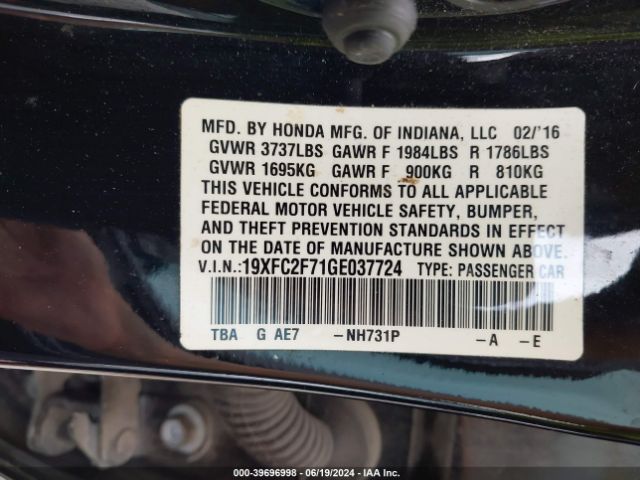 MFD. BY HONDA MFG. OF INDIANA, LLC 02/'16
GVWR 3737LBS GAWR F 1984LBS R 1786LBS
GVWR 1695KG GAWR F 900KG R 810KG
THIS VEHICLE CONFORMS TO ALL APPLICABLE
FEDERAL MOTOR VEHICLE SAFETY, BUMPER,
AND THEFT PREVENTION STANDARDS IN EFFECT
ON THE DATE OF MANUFACTURE SHOWN ABOVE.
V.I.N.:19XFC2F71GE037724 TYPE: PASSENGER CAR
TBA G AE7 –NH731P –A –E
000-39696998 / 06/19/2024 / IAA Inc.